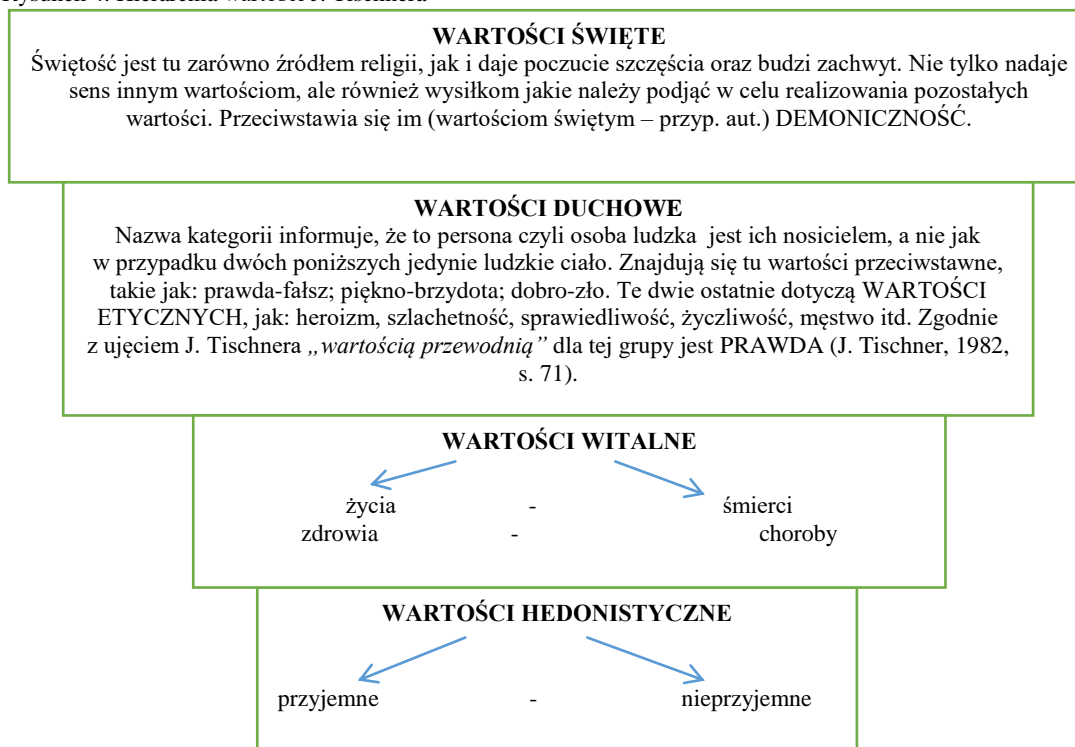 Rysunek 4. Hierarchia wartości J. Tischnera
WARTOŚCI ŚWIĘTE
Świętość jest tu zarówno źródłem religii, jak i daje poczucie szczęścia oraz budzi zachwyt. Nie tylko nadaje
sens innym wartościom, ale również wysiłkom jakie należy podjąć w celu realizowania pozostałych
wartości. Przeciwstawia się im (wartościom świętym – przyp. aut.) DEMONICZNOŚĆ.
WARTOŚCI DUCHOWE
Nazwa kategorii informuje, że to persona czyli osoba ludzka jest ich nosicielem, a nie jak
w przypadku dwóch poniższych jedynie ludzkie ciało. Znajdują się tu wartości przeciwstawne,
takie jak: prawda-fałsz; piękno-brzydota; dobro-zło. Te dwie ostatnie dotyczą WARTOŚCI
ETYCZNYCH, jak: heroizm, szlachetność, sprawiedliwość, życzliwość, męstwo itd. Zgodnie
z ujęciem J. Tischnera „wartością przewodnią” dla tej grupy jest PRAWDA (J. Tischner, 1982,
s. 71).
WARTOŚCI WITALNE
życia - śmierci
zdrowia - choroby
WARTOŚCI HEDONISTYCZNE
przyjemne - nieprzyjemne